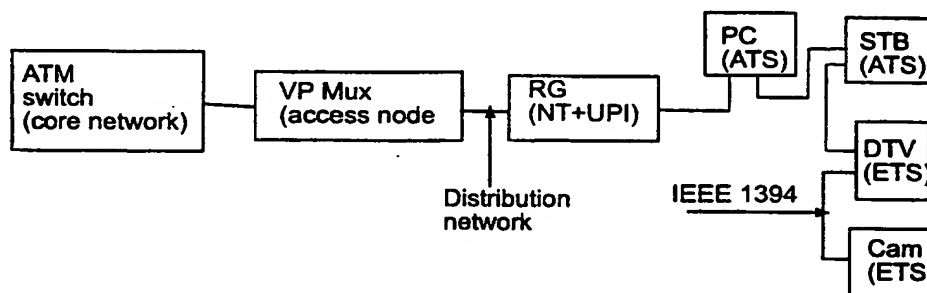 ATM
switch
(core network)
VP Mux
(access node
Distribution
network
RG
(NT+UPI)
PC
(ATS)
STB
(ATS)
DTV
(ETS)
IEEE 1394
Cam
(ETS